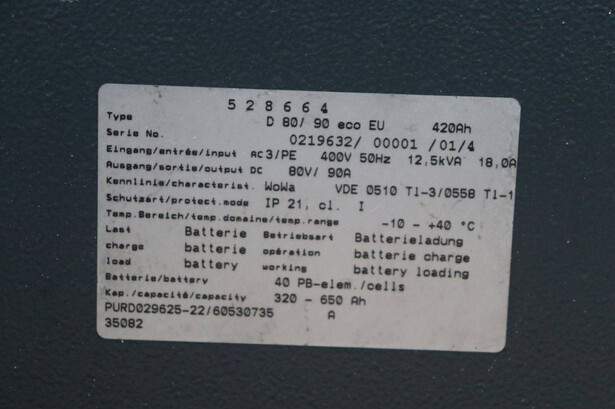 528664
Type D 80/ 90 eco EU 420Ah
Serie No. 0219632/ 00001 /01/4
Eingang/entrée/input AC 3/PE 400V 50Hz 12,5kVA 18,0A
Ausgang/sortie/output DC 80V/ 90A
Kennlinie/characterist. WoWa VDE 0510 T1-3/0558 T1-1
Schutzart/protect.mode IP 21, cl. I
Temp.Bereich/temp.domaine/temp.range -10 - +40 °C
Last Batterie Betriebsart Batterieladung
charge batterie opération batterie charge
load battery working battery loading
Batterie/battery 40 PB-elem./cells
Kap./capacité/capacity 320 - 650 Ah
PURD029625-22/60530735 A
35082